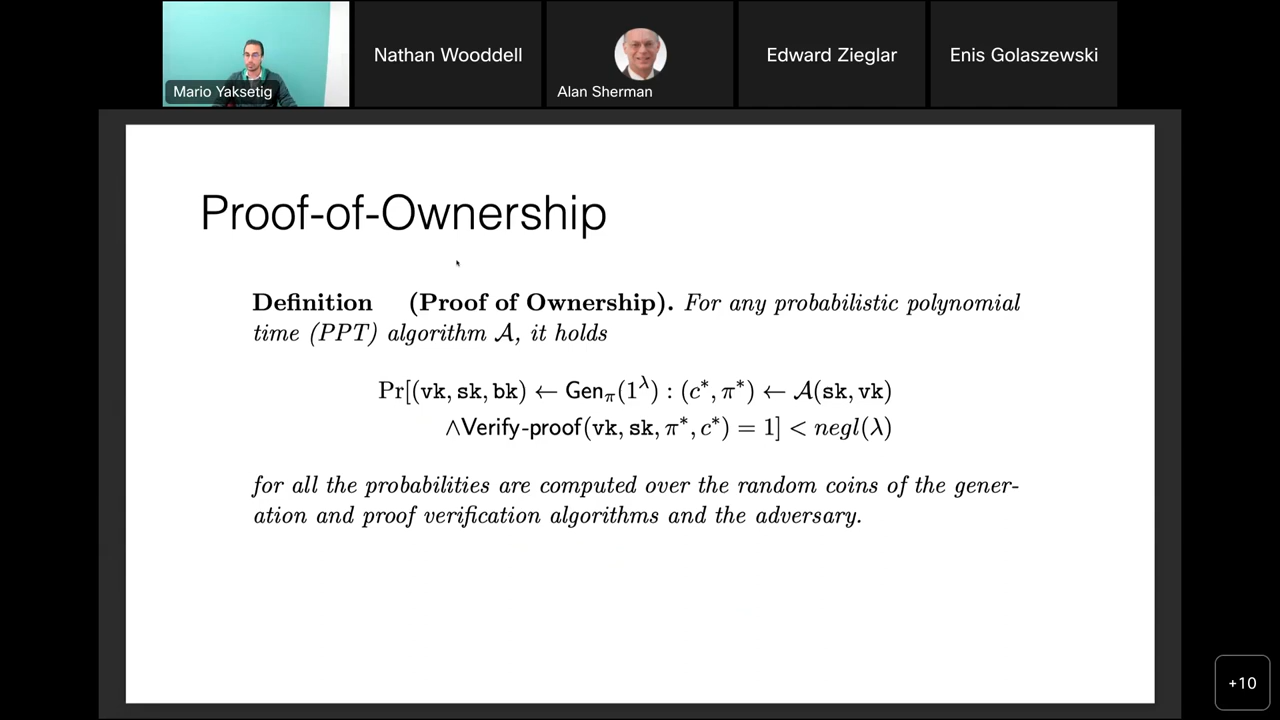 Mario Yaksetig
Nathan Wooddell
Alan Sherman
Edward Zieglar
Enis Golaszewski
Proof-of-Ownership
Definition (Proof of Ownership). For any probabilistic polynomial
time (PPT) algorithm 𝒜, it holds
Pr[(vk, sk, bk) ← Gen_π(1^λ) : (c*, π*) ← 𝒜(sk, vk)
∧Verify-proof(vk, sk, π*, c*) = 1] < negl(λ)
for all the probabilities are computed over the random coins of the gener-
ation and proof verification algorithms and the adversary.
+10